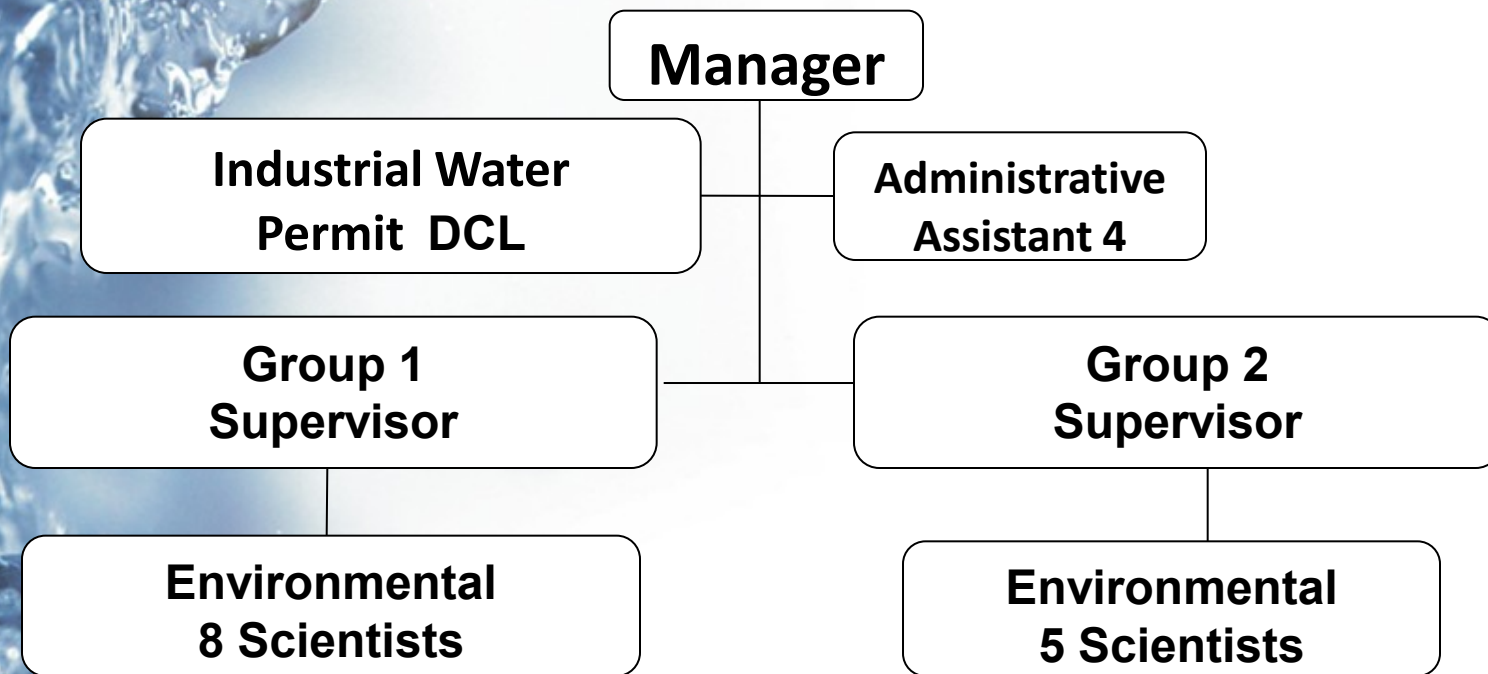 Manager
Industrial Water
Permit DCL
Administrative
Assistant 4
Group 1
Supervisor
Group 2
Supervisor
Environmental
8 Scientists
Environmental
5 Scientists